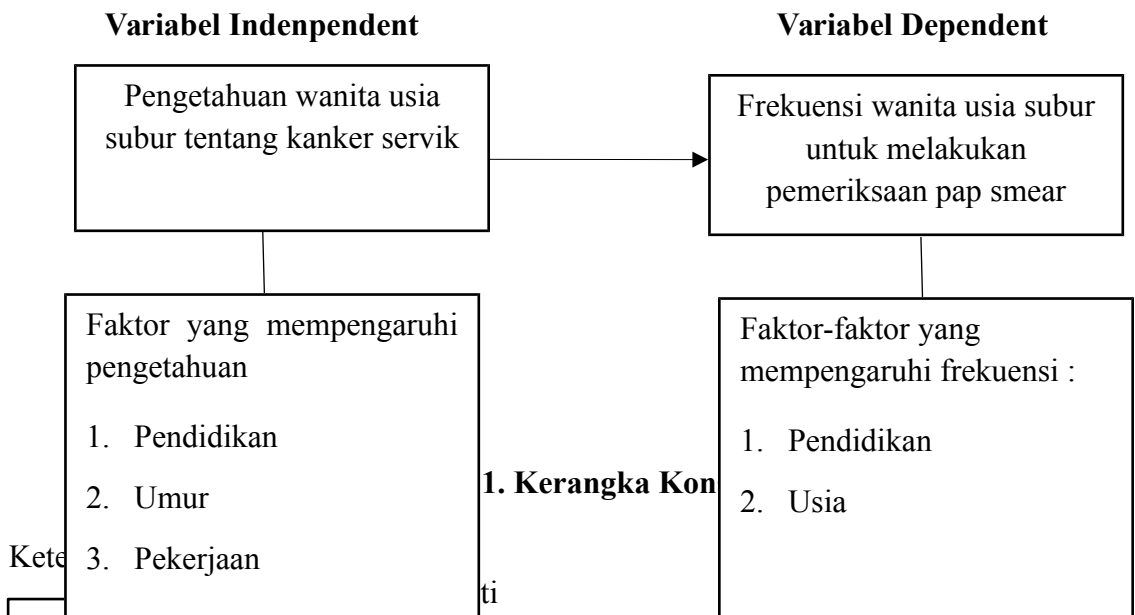 Variabel Indenpendent
Variabel Dependent
Pengetahuan wanita usia
subur tentang kanker servik
Frekuensi wanita usia subur
untuk melakukan
pemeriksaan pap smear
Faktor yang mempengaruhi
pengetahuan
1. Pendidikan
2. Umur
3. Pekerjaan
Faktor-faktor yang
mempengaruhi frekuensi :
1. Pendidikan
2. Usia
1. Kerangka Kon
Kete
ti